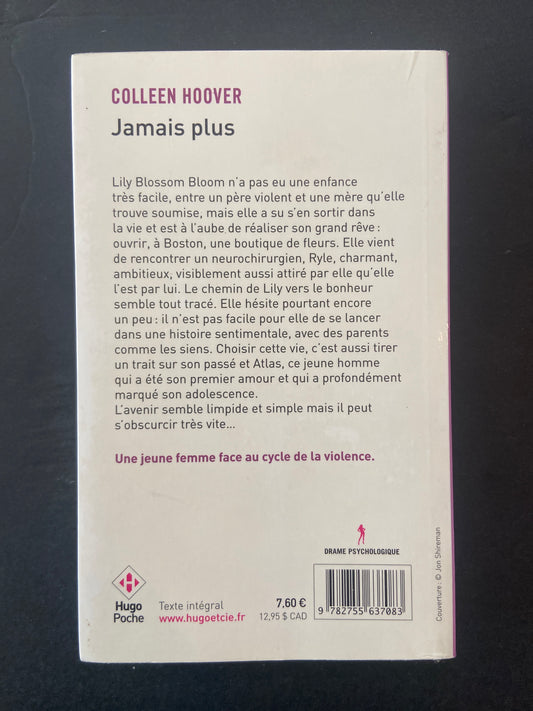 COLLEEN HOOVER
Jamais plus
Lily Blossom Bloom n'a pas eu une enfance
très facile, entre un père violent et une mère qu'elle
trouve soumise, mais elle a su s'en sortir dans
la vie et est à l'aube de réaliser son grand rêve :
ouvrir, à Boston, une boutique de fleurs. Elle vient
de rencontrer un neurochirurgien, Ryle, charmant,
ambitieux, visiblement aussi attiré par elle qu'elle
l'est par lui. Le chemin de Lily vers le bonheur
semble tout tracé. Elle hésite pourtant encore
un peu : il n'est pas facile pour elle de se lancer
dans une histoire sentimentale, avec des parents
comme les siens. Choisir cette vie, c'est aussi tirer
un trait sur son passé et Atlas, ce jeune homme
qui a été son premier amour et qui a profondément
marqué son adolescence.
L'avenir semble limpide et simple mais il peut
s'obscurcir très vite...
Une jeune femme face au cycle de la violence.
DRAME PSYCHOLOGIQUE
H
Hugo
Poche
Texte intégral
www.hugoetcie.fr
7,60 €
12,95 $ CAD
9 782755 637083
Couverture : © Jon Shireman